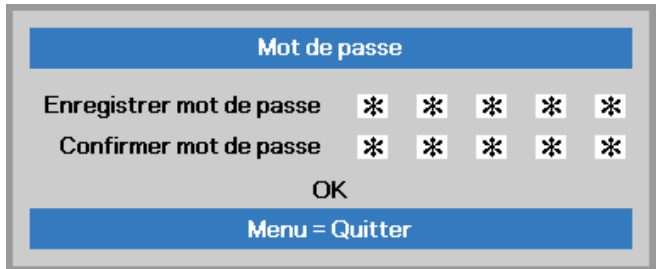 Mot de passe
Enregistrer mot de passe * * * * *
Confirmer mot de passe * * * * *
OK
Menu = Quitter